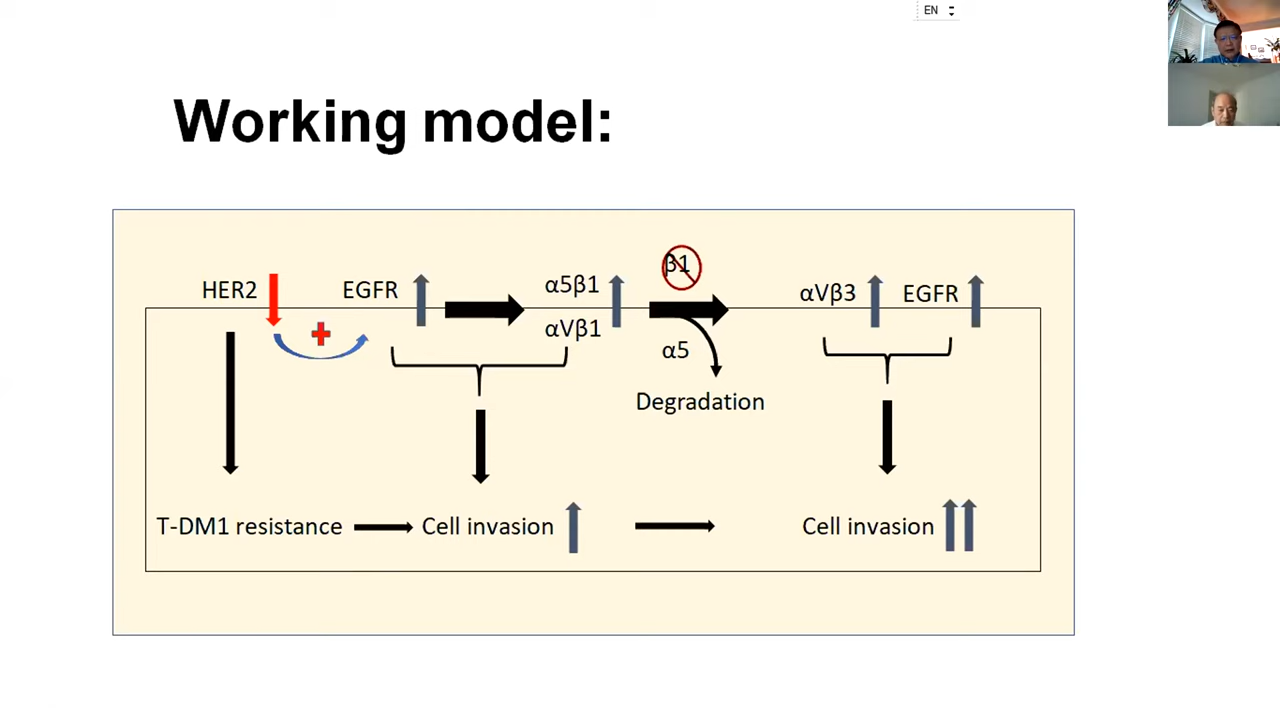 EN
Working model:
HER2
EGFR
α5β1
αVβ1
β1
α5
Degradation
αVβ3
EGFR
T-DM1 resistance
Cell invasion
Cell invasion